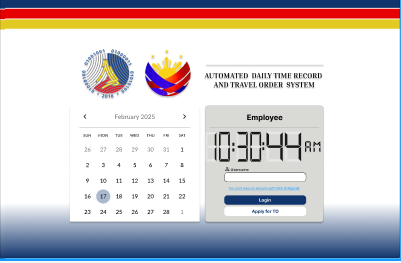 AUTOMATED DAILY TIME RECORD
AND TRAVEL ORDER SYSTEM
2016
February 2025
SUN MON TUE WED THU FRI SAT
26 27 28 29 30 31 1
2 3 4 5 6 7 8
9 10 11 12 13 14 15
16 17 18 19 20 21 22
23 24 25 26 27 28 1
Employee
10:30:44 AM
Username
Login
Apply for TO